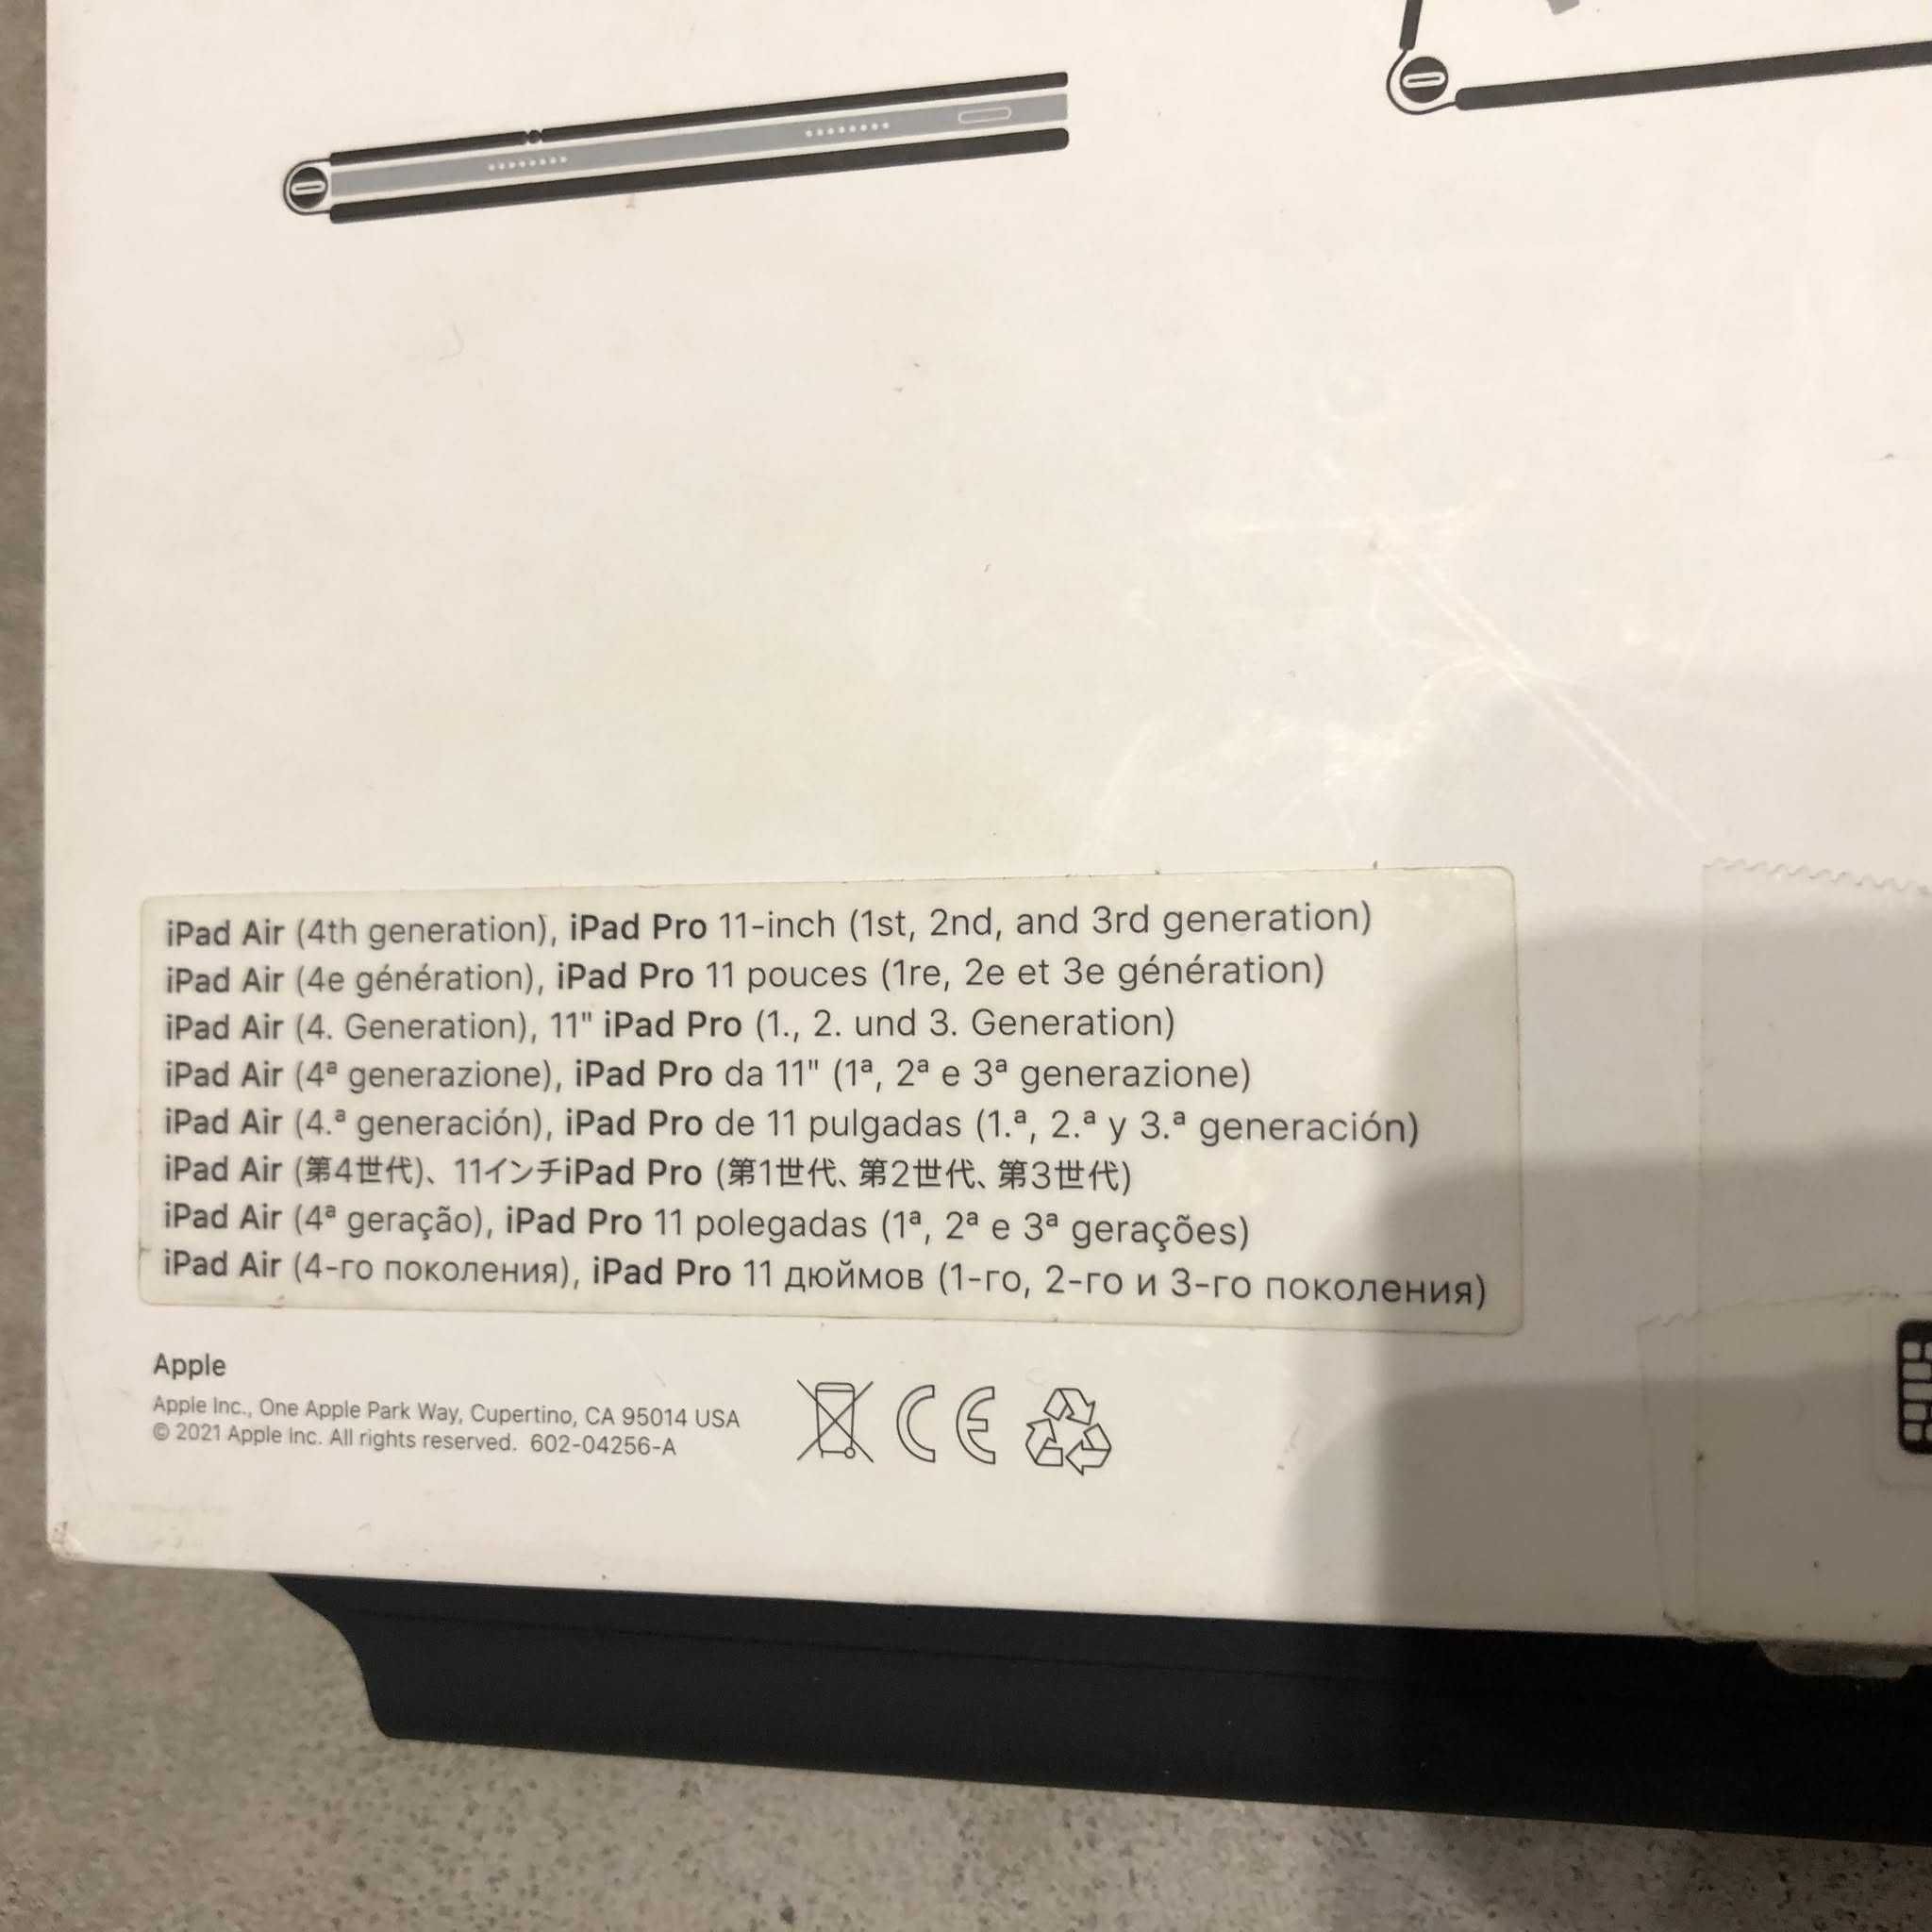 iPad Air (4th generation), iPad Pro 11-inch (1st, 2nd, and 3rd generation)
iPad Air (4e génération), iPad Pro 11 pouces (1re, 2e et 3e génération)
iPad Air (4. Generation), 11" iPad Pro (1., 2. und 3. Generation)
iPad Air (4ª generazione), iPad Pro da 11" (1ª, 2ª e 3ª generazione)
iPad Air (4.ª generación), iPad Pro de 11 pulgadas (1.ª, 2.ª y 3.ª generación)
iPad Air (第4世代)、11インチiPad Pro (第1世代、第2世代、第3世代)
iPad Air (4ª geração), iPad Pro 11 polegadas (1ª, 2ª e 3ª gerações)
iPad Air (4-го поколения), iPad Pro 11 дюймов (1-го, 2-го и 3-го поколения)
Apple
Apple Inc., One Apple Park Way, Cupertino, CA 95014 USA
© 2021 Apple Inc. All rights reserved. 602-04256-A
CE